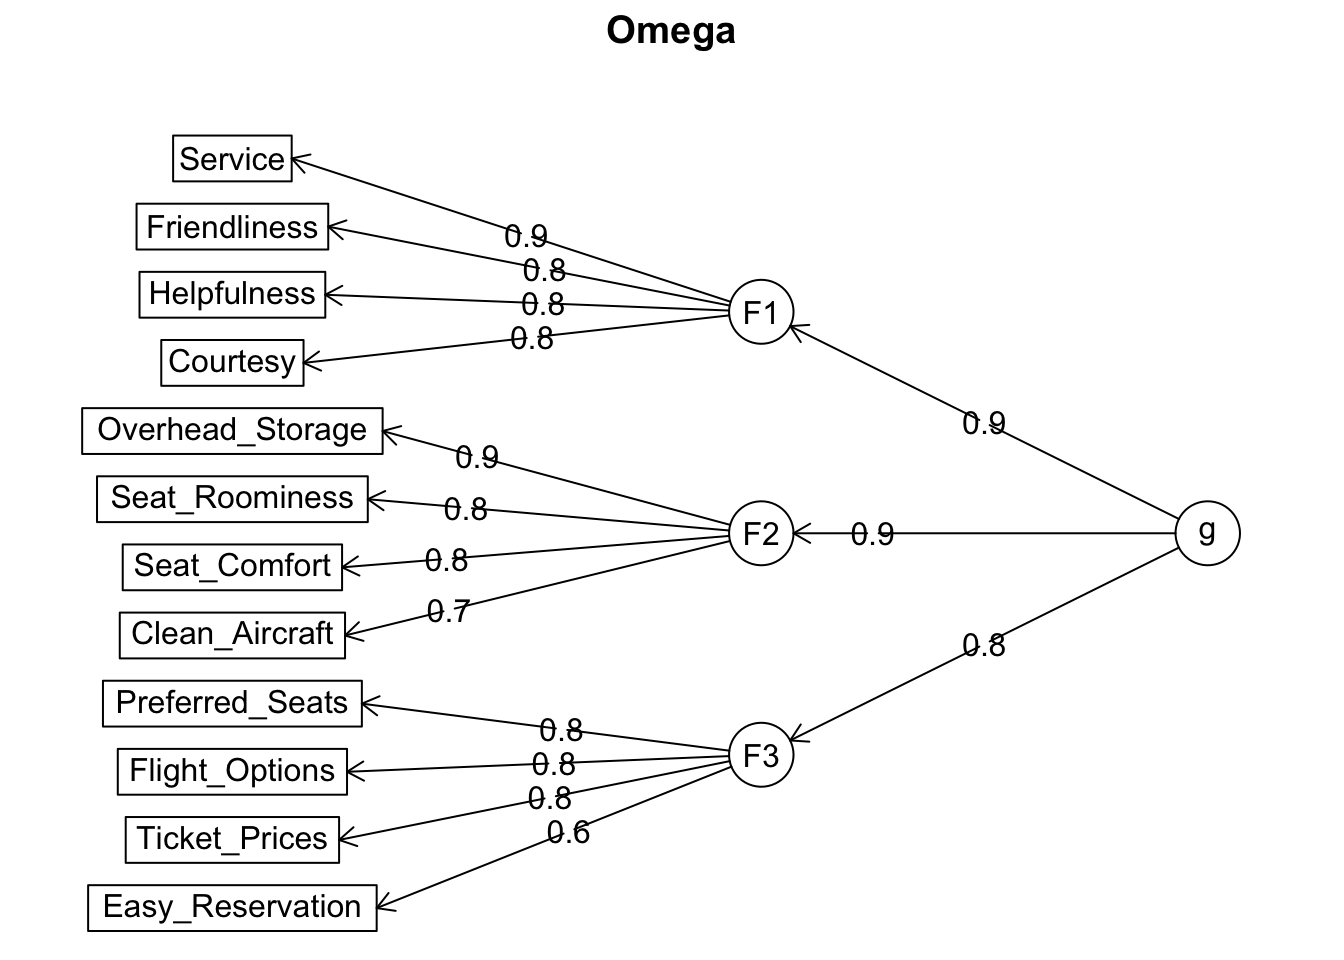 Omega
Service
Friendliness
Helpfulness
Courtesy
Overhead_Storage
Seat_Roominess
Seat_Comfort
Clean_Aircraft
Preferred_Seats
Flight_Options
Ticket_Prices
Easy_Reservation
0.9
0.8
0.8
0.8
0.9
0.8
0.8
0.7
0.8
0.8
0.8
0.6
F1
F2
F3
0.9
0.9
0.8
g